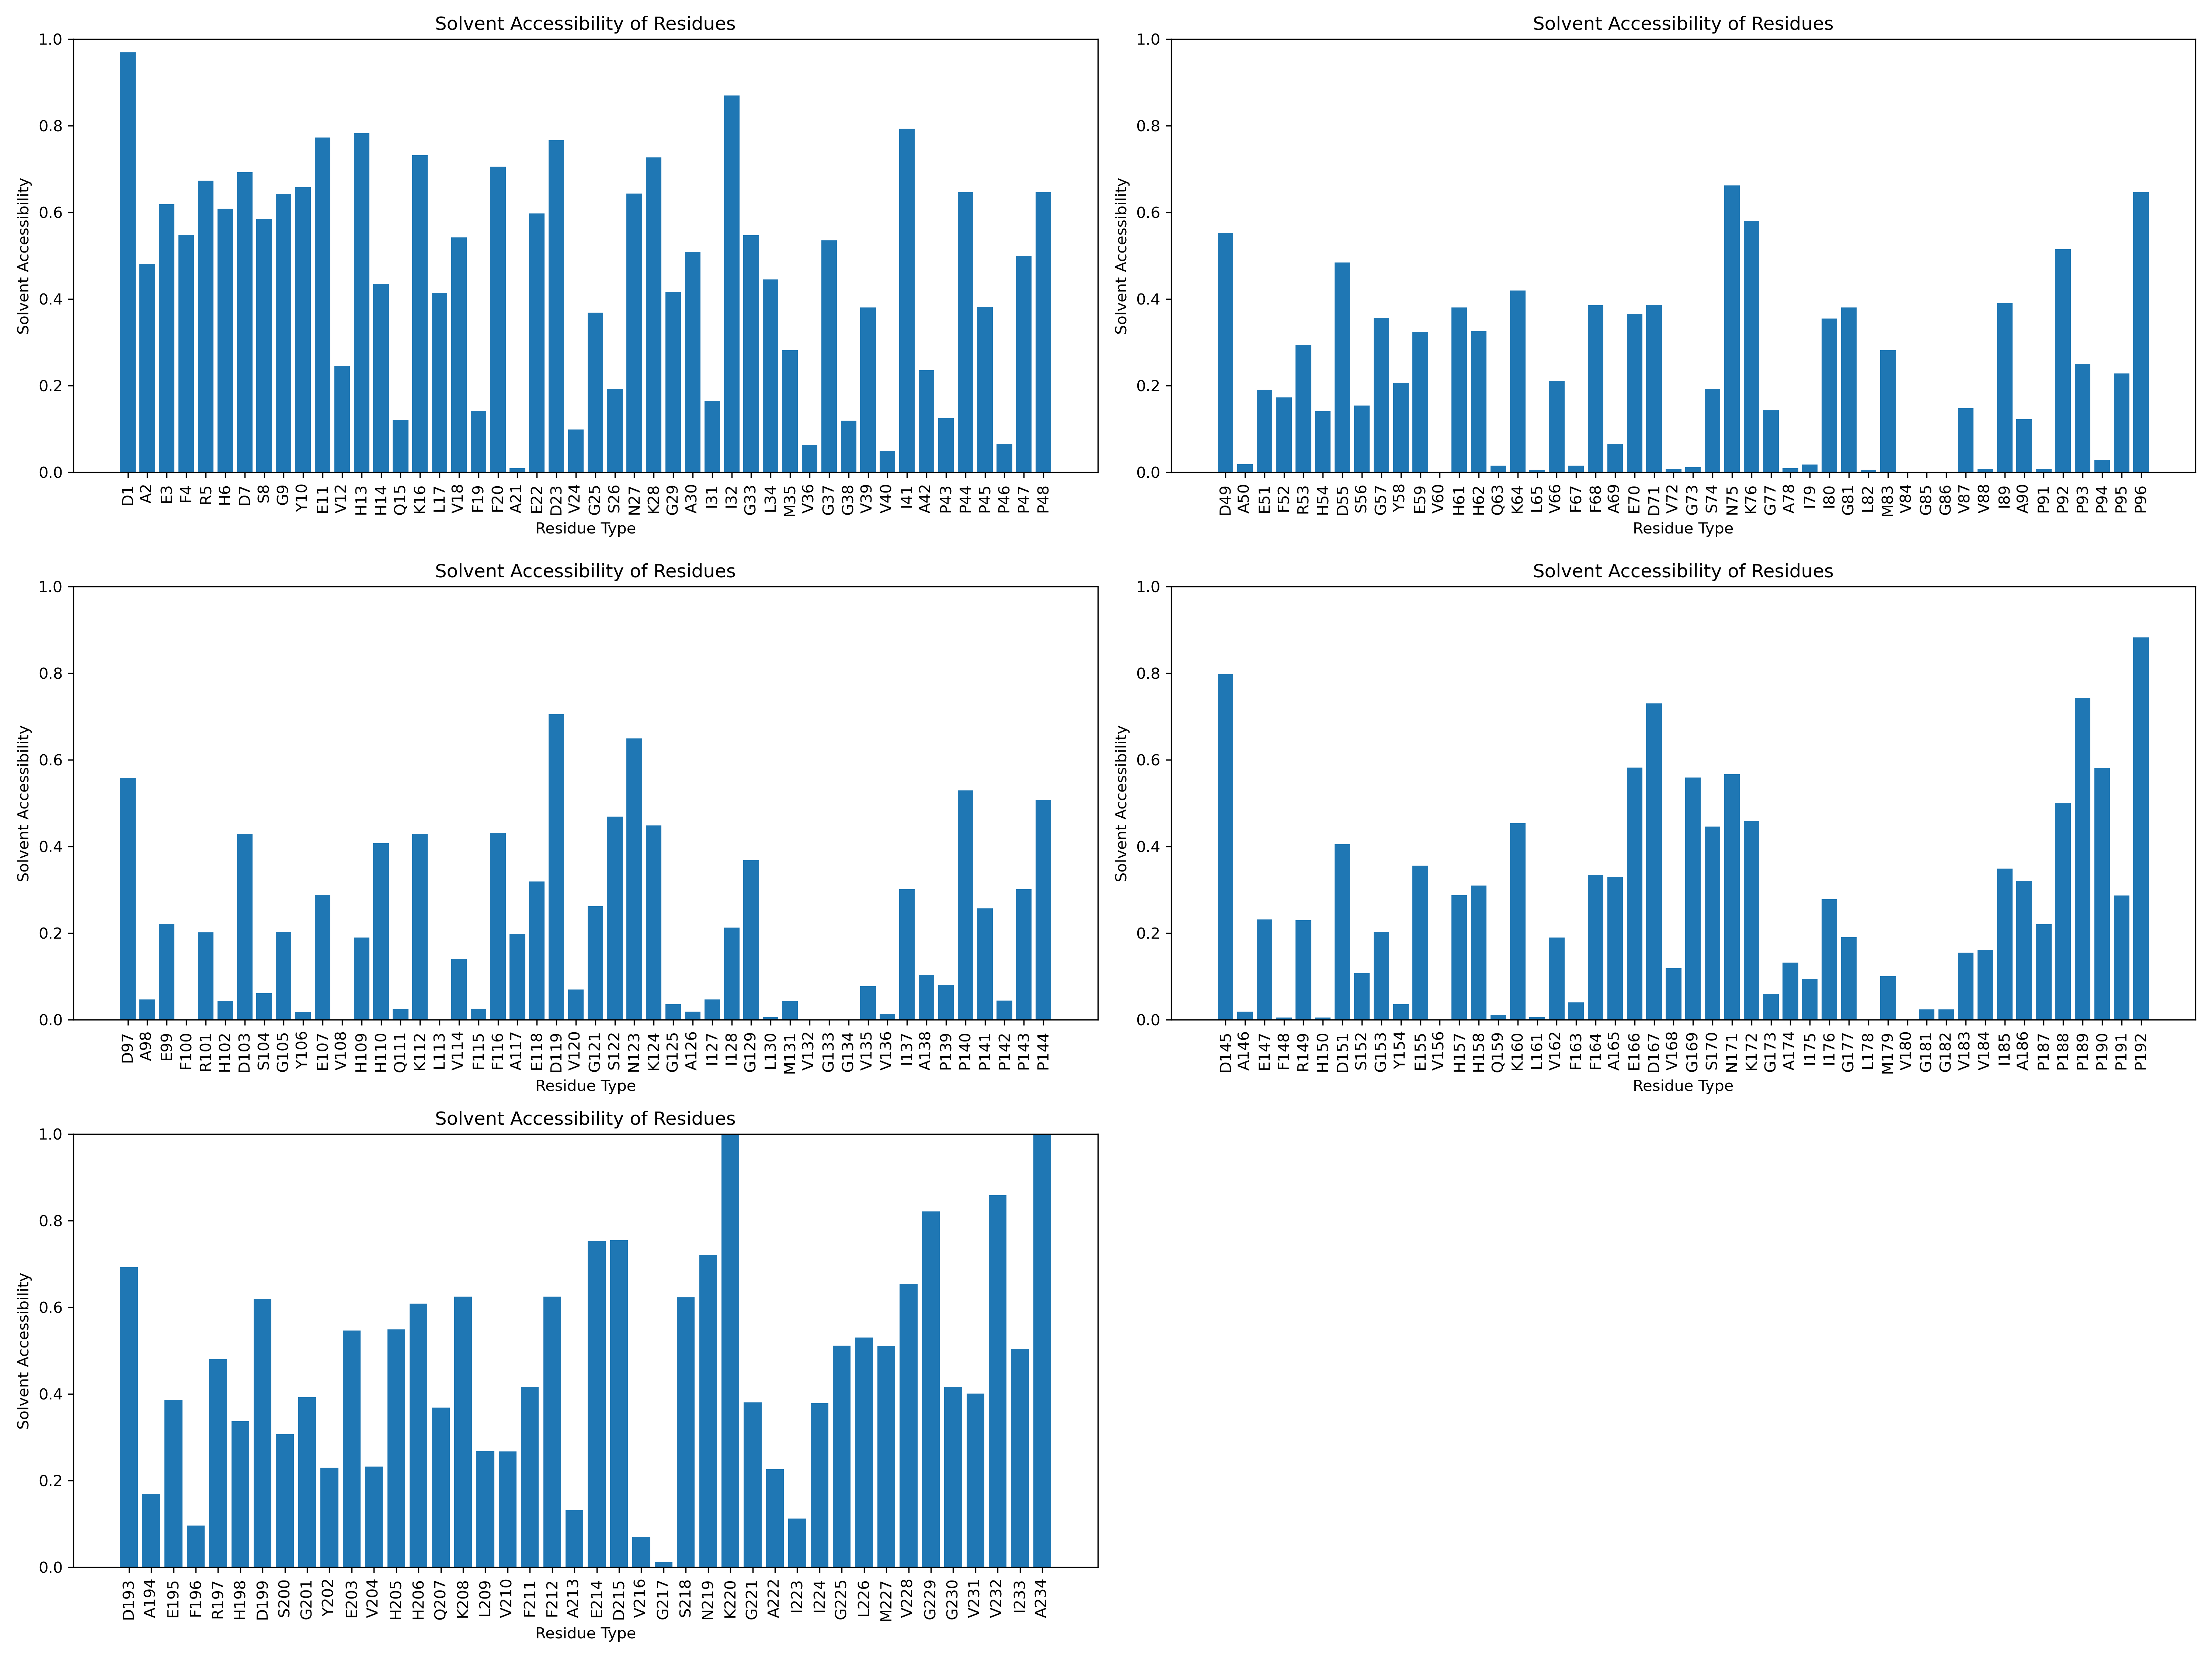 Solvent Accessibility of Residues
Solvent Accessibility
1.0
0.8
0.6
0.4
0.2
0.0
D1 A2 E3 F4 R5 H6 D7 S8 G9 Y10 E11 V12 H13 H14 Q15 K16 L17 V18 F19 F20 A21 E22 D23 V24 G25 S26 N27 K28 G29 A30 I31 I32 G33 L34 M35 V36 G37 G38 V39 V40 I41 A42 P43 P44 P45 P46 P47 P48
Residue Type
Solvent Accessibility of Residues
Solvent Accessibility
1.0
0.8
0.6
0.4
0.2
0.0
D49 A50 E51 F52 R53 H54 D55 S56 G57 Y58 E59 V60 H61 H62 Q63 K64 L65 V66 F67 F68 A69 E70 D71 V72 G73 S74 N75 K76 G77 A78 I79 I80 G81 L82 M83 V84 G85 G86 V87 V88 I89 A90 P91 P92 P93 P94 P95 P96
Residue Type
Solvent Accessibility of Residues
Solvent Accessibility
1.0
0.8
0.6
0.4
0.2
0.0
D97 A98 E99 F100 R101 H102 D103 S104 G105 Y106 E107 V108 H109 H110 Q111 K112 L113 V114 F115 F116 A117 E118 D119 V120 G121 S122 N123 K124 G125 A126 I127 I128 G129 L130 M131 V132 G133 G134 V135 V136 I137 A138 P139 P140 P141 P142 P143 P144
Residue Type
Solvent Accessibility of Residues
Solvent Accessibility
1.0
0.8
0.6
0.4
0.2
0.0
D145 A146 E147 F148 R149 H150 D151 S152 G153 Y154 E155 V156 H157 H158 Q159 K160 L161 V162 F163 F164 A165 E166 D167 V168 G169 S170 N171 K172 G173 A174 I175 I176 G177 L178 M179 V180 G181 G182 V183 V184 I185 A186 P187 P188 P189 P190 P191 P192
Residue Type
Solvent Accessibility of Residues
Solvent Accessibility
1.0
0.8
0.6
0.4
0.2
0.0
D193 A194 E195 F196 R197 H198 D199 S200 G201 Y202 E203 V204 H205 H206 Q207 K208 L209 V210 F211 F212 A213 E214 D215 V216 G217 S218 N219 K220 G221 A222 I223 I224 G225 L226 M227 V228 G229 G230 V231 V232 I233 A234
Residue Type